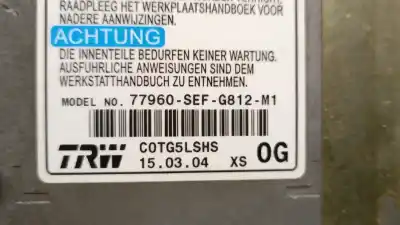 RAADPLEEG HET WERKPLAATSHANDBOEK VOOR
NADERE AANWIJZINGEN.
ACHTUNG
DIE INNENTEILE BEDÜRFEN KEINER WARTUNG.
AUSFÜHRLICHE ANWEISUNGEN SIND DEM
WERKSTATTHANDBUCH ZU ENTNEHMEN.
MODEL NO. 77960-SEF-G812-M1
TRW C0TG5LSHS
15.03.04 XS 0G